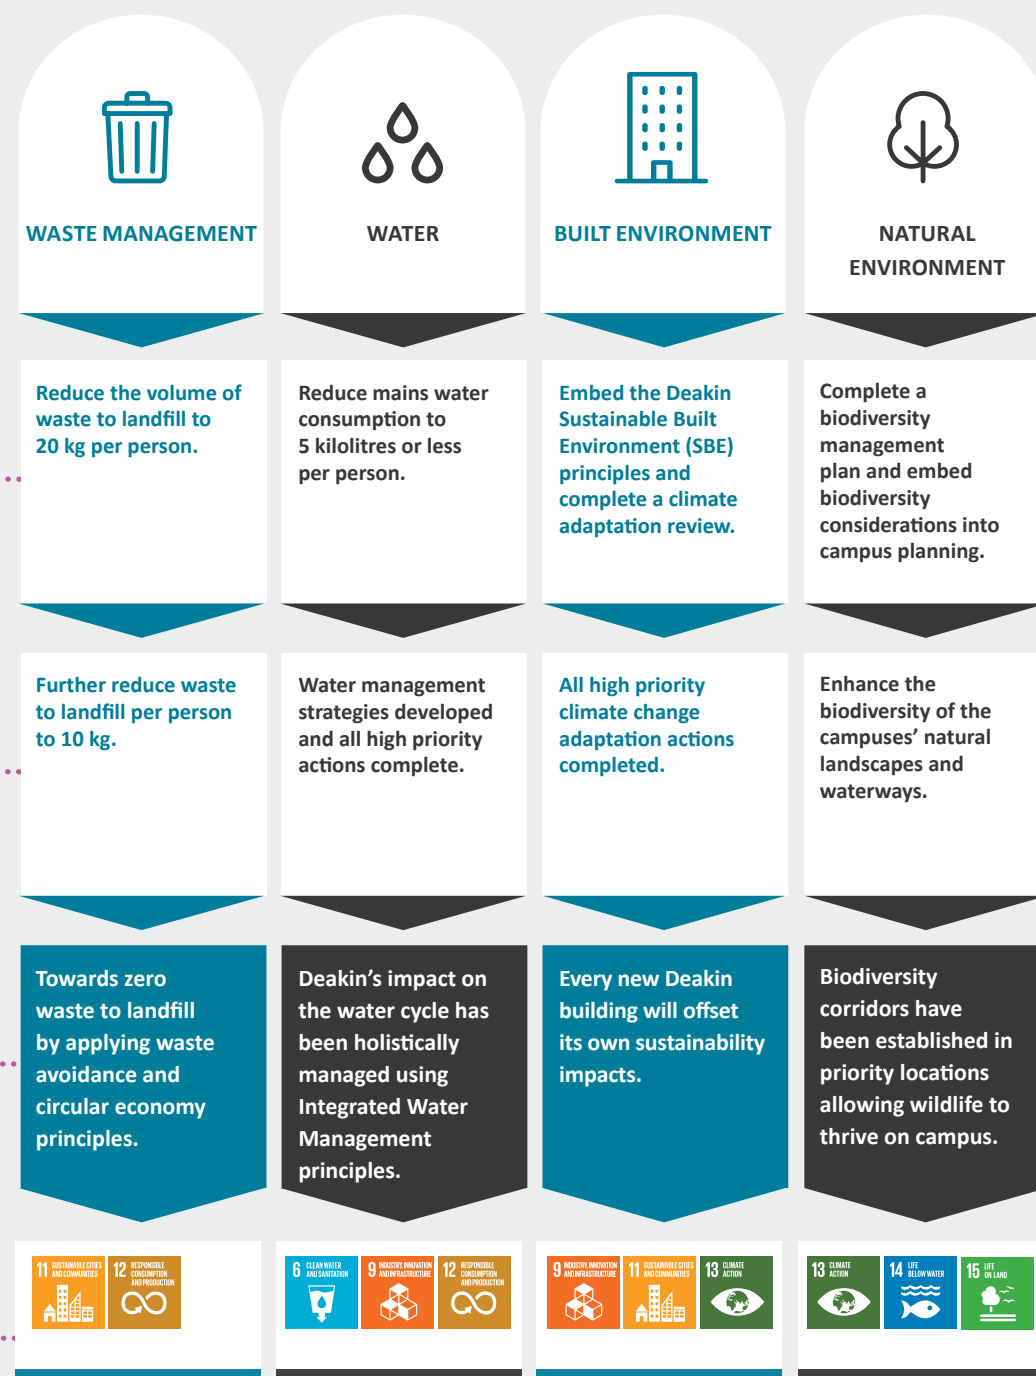 WASTE MANAGEMENT
WATER
BUILT ENVIRONMENT
NATURAL
ENVIRONMENT
Reduce the volume of
waste to landfill to
20 kg per person.
Reduce mains water
consumption to
5 kilolitres or less
per person.
Embed the Deakin
Sustainable Built
Environment (SBE)
principles and
complete a climate
adaptation review.
Complete a
biodiversity
management
plan and embed
biodiversity
considerations into
campus planning.
Further reduce waste
to landfill per person
to 10 kg.
Water management
strategies developed
and all high priority
actions complete.
All high priority
climate change
adaptation actions
completed.
Enhance the
biodiversity of the
campuses’ natural
landscapes and
waterways.
Towards zero
waste to landfill
by applying waste
avoidance and
circular economy
principles.
Deakin’s impact on
the water cycle has
been holistically
managed using
Integrated Water
Management
principles.
Every new Deakin
building will offset
its own sustainability
impacts.
Biodiversity
corridors have
been established in
priority locations
allowing wildlife to
thrive on campus.
11 SUSTAINABLE CITIES
AND COMMUNITIES
12 RESPONSIBLE
CONSUMPTION
AND PRODUCTION
6 CLEAN WATER
AND SANITATION
9 INDUSTRY, INNOVATION
AND INFRASTRUCTURE
12 RESPONSIBLE
CONSUMPTION
AND PRODUCTION
9 INDUSTRY, INNOVATION
AND INFRASTRUCTURE
11 SUSTAINABLE CITIES
AND COMMUNITIES
13 CLIMATE
ACTION
13 CLIMATE
ACTION
14 LIFE
BELOW WATER
15 LIFE
ON LAND